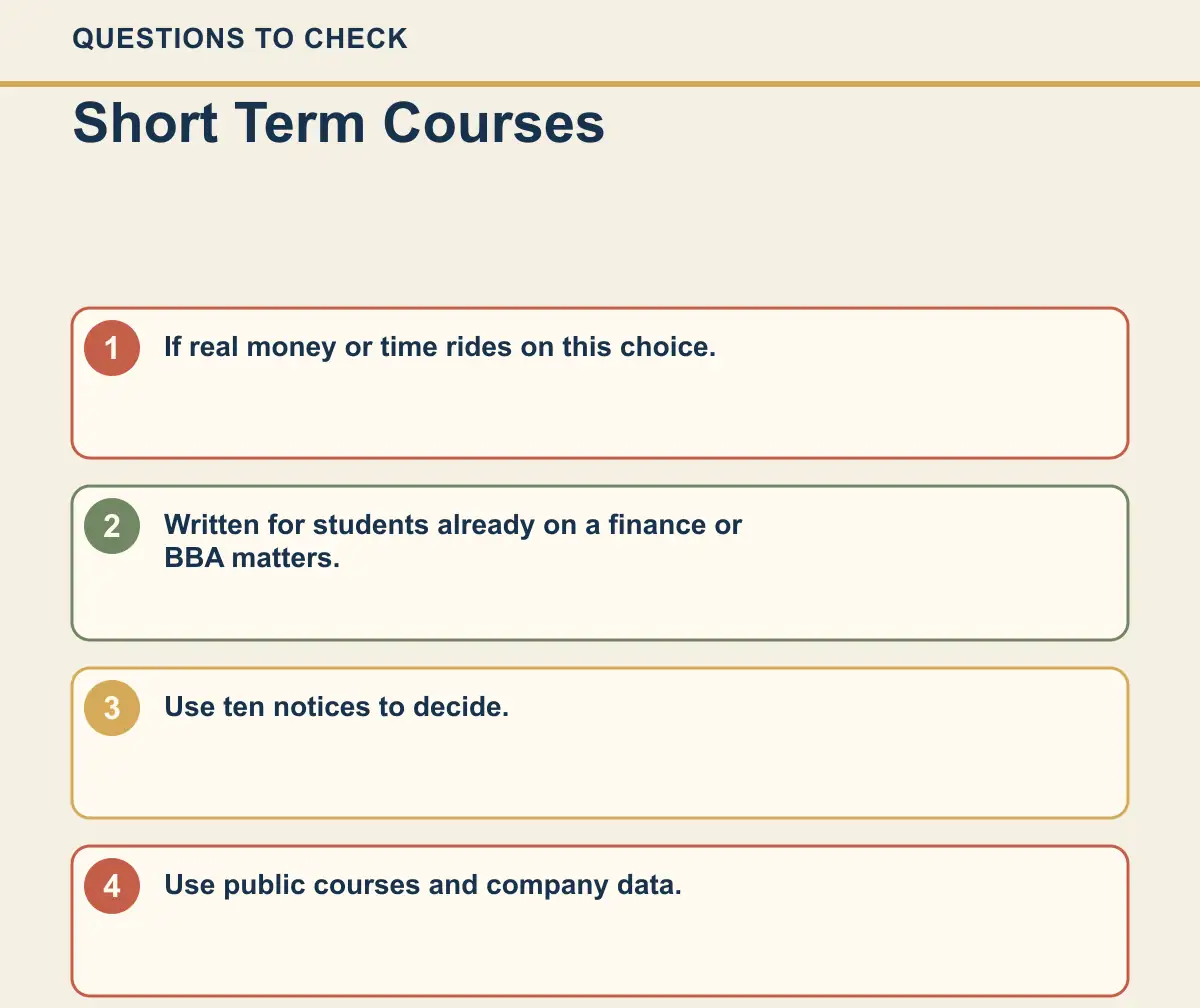 QUESTIONS TO CHECK
Short Term Courses
1
If real money or time rides on this choice.
2
Written for students already on a finance or
BBA matters.
3
Use ten notices to decide.
4
Use public courses and company data.